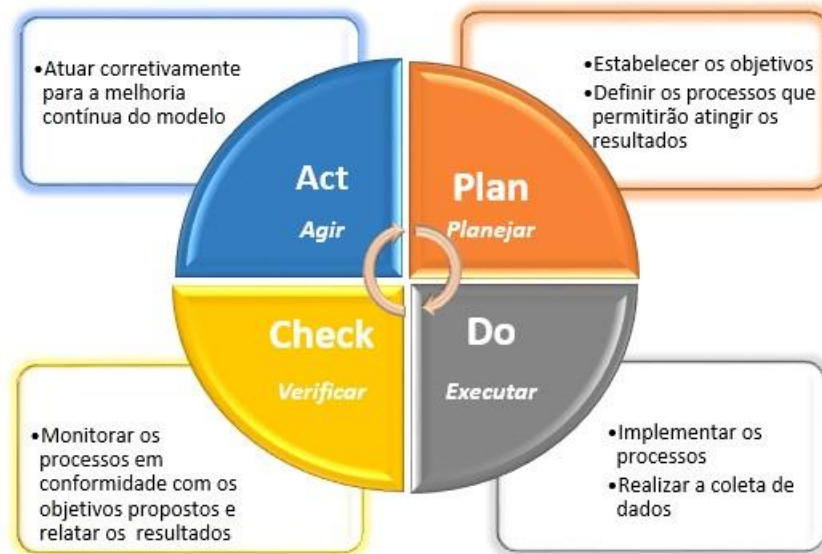 •Atuar corretivamente
para a melhoria
contínua do modelo
•Estabelecer os objetivos
•Definir os processos que
permitirão atingir os
resultados
Act
Agir
Plan
Planejar
Check
Verificar
Do
Executar
•Monitorar os
processos em
conformidade com os
objetivos propostos e
relatar os resultados
•Implementar os
processos
•Realizar a coleta de
dados